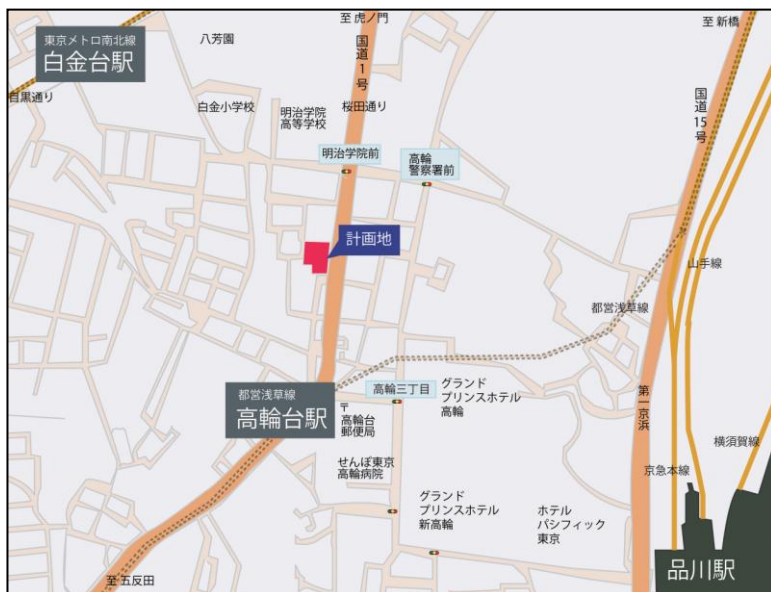 至 虎ノ門
至 新橋
東京メトロ南北線
白金台駅
八芳園
国道1号
国道15号
目黒通り
白金小学校
明治学院
高等学校
桜田通り
明治学院前
高輪
警察署前
計画地
山手線
都営浅草線
都営浅草線
高輪台駅
高輪三丁目
グランド
プリンスホテル
高輪
〒
高輪台
郵便局
第一京浜
せんぽ東京
高輪病院
横須賀線
京急本線
グランド
プリンスホテル
新高輪
ホテル
パシフィック
東京
品川駅
至 五反田